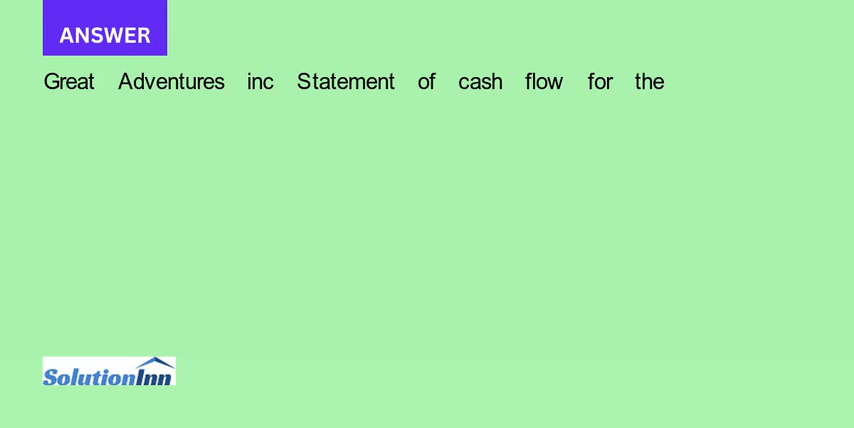 ANSWER
Great Adventures inc Statement of cash flow for the
SolutionInn